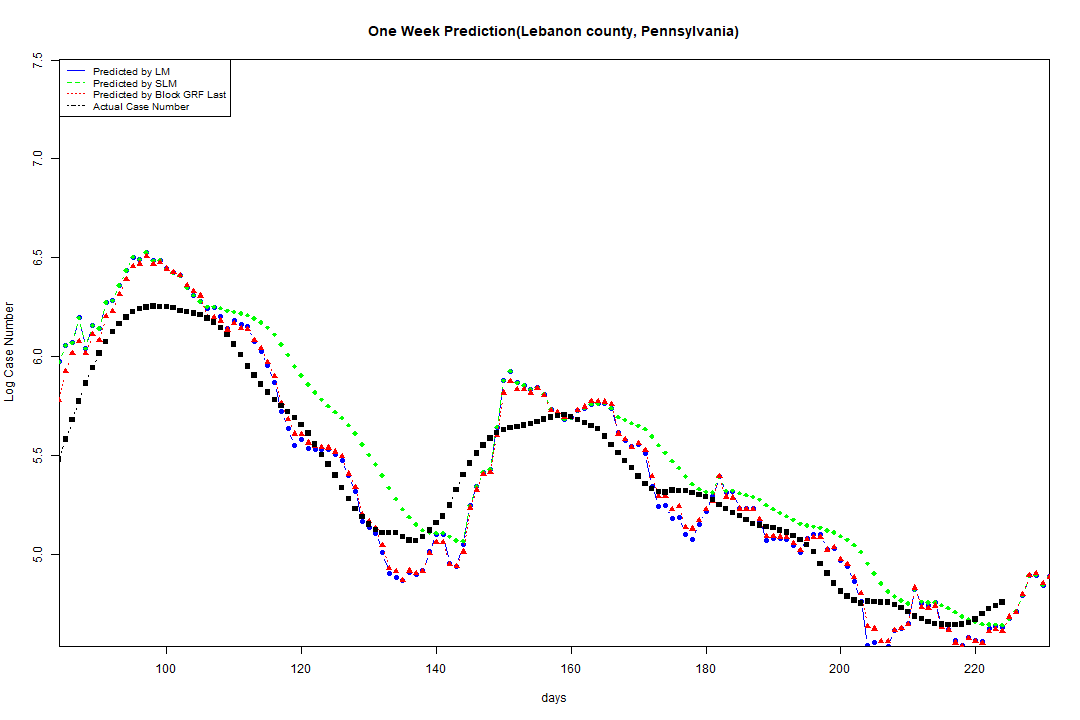 One Week Prediction(Lebanon county, Pennsylvania)
Predicted by LM
Predicted by SLM
Predicted by Block GRF Last
Actual Case Number
7.5
7.0
6.5
6.0
5.5
5.0
Log Case Number
100 120 140 160 180 200 220
days